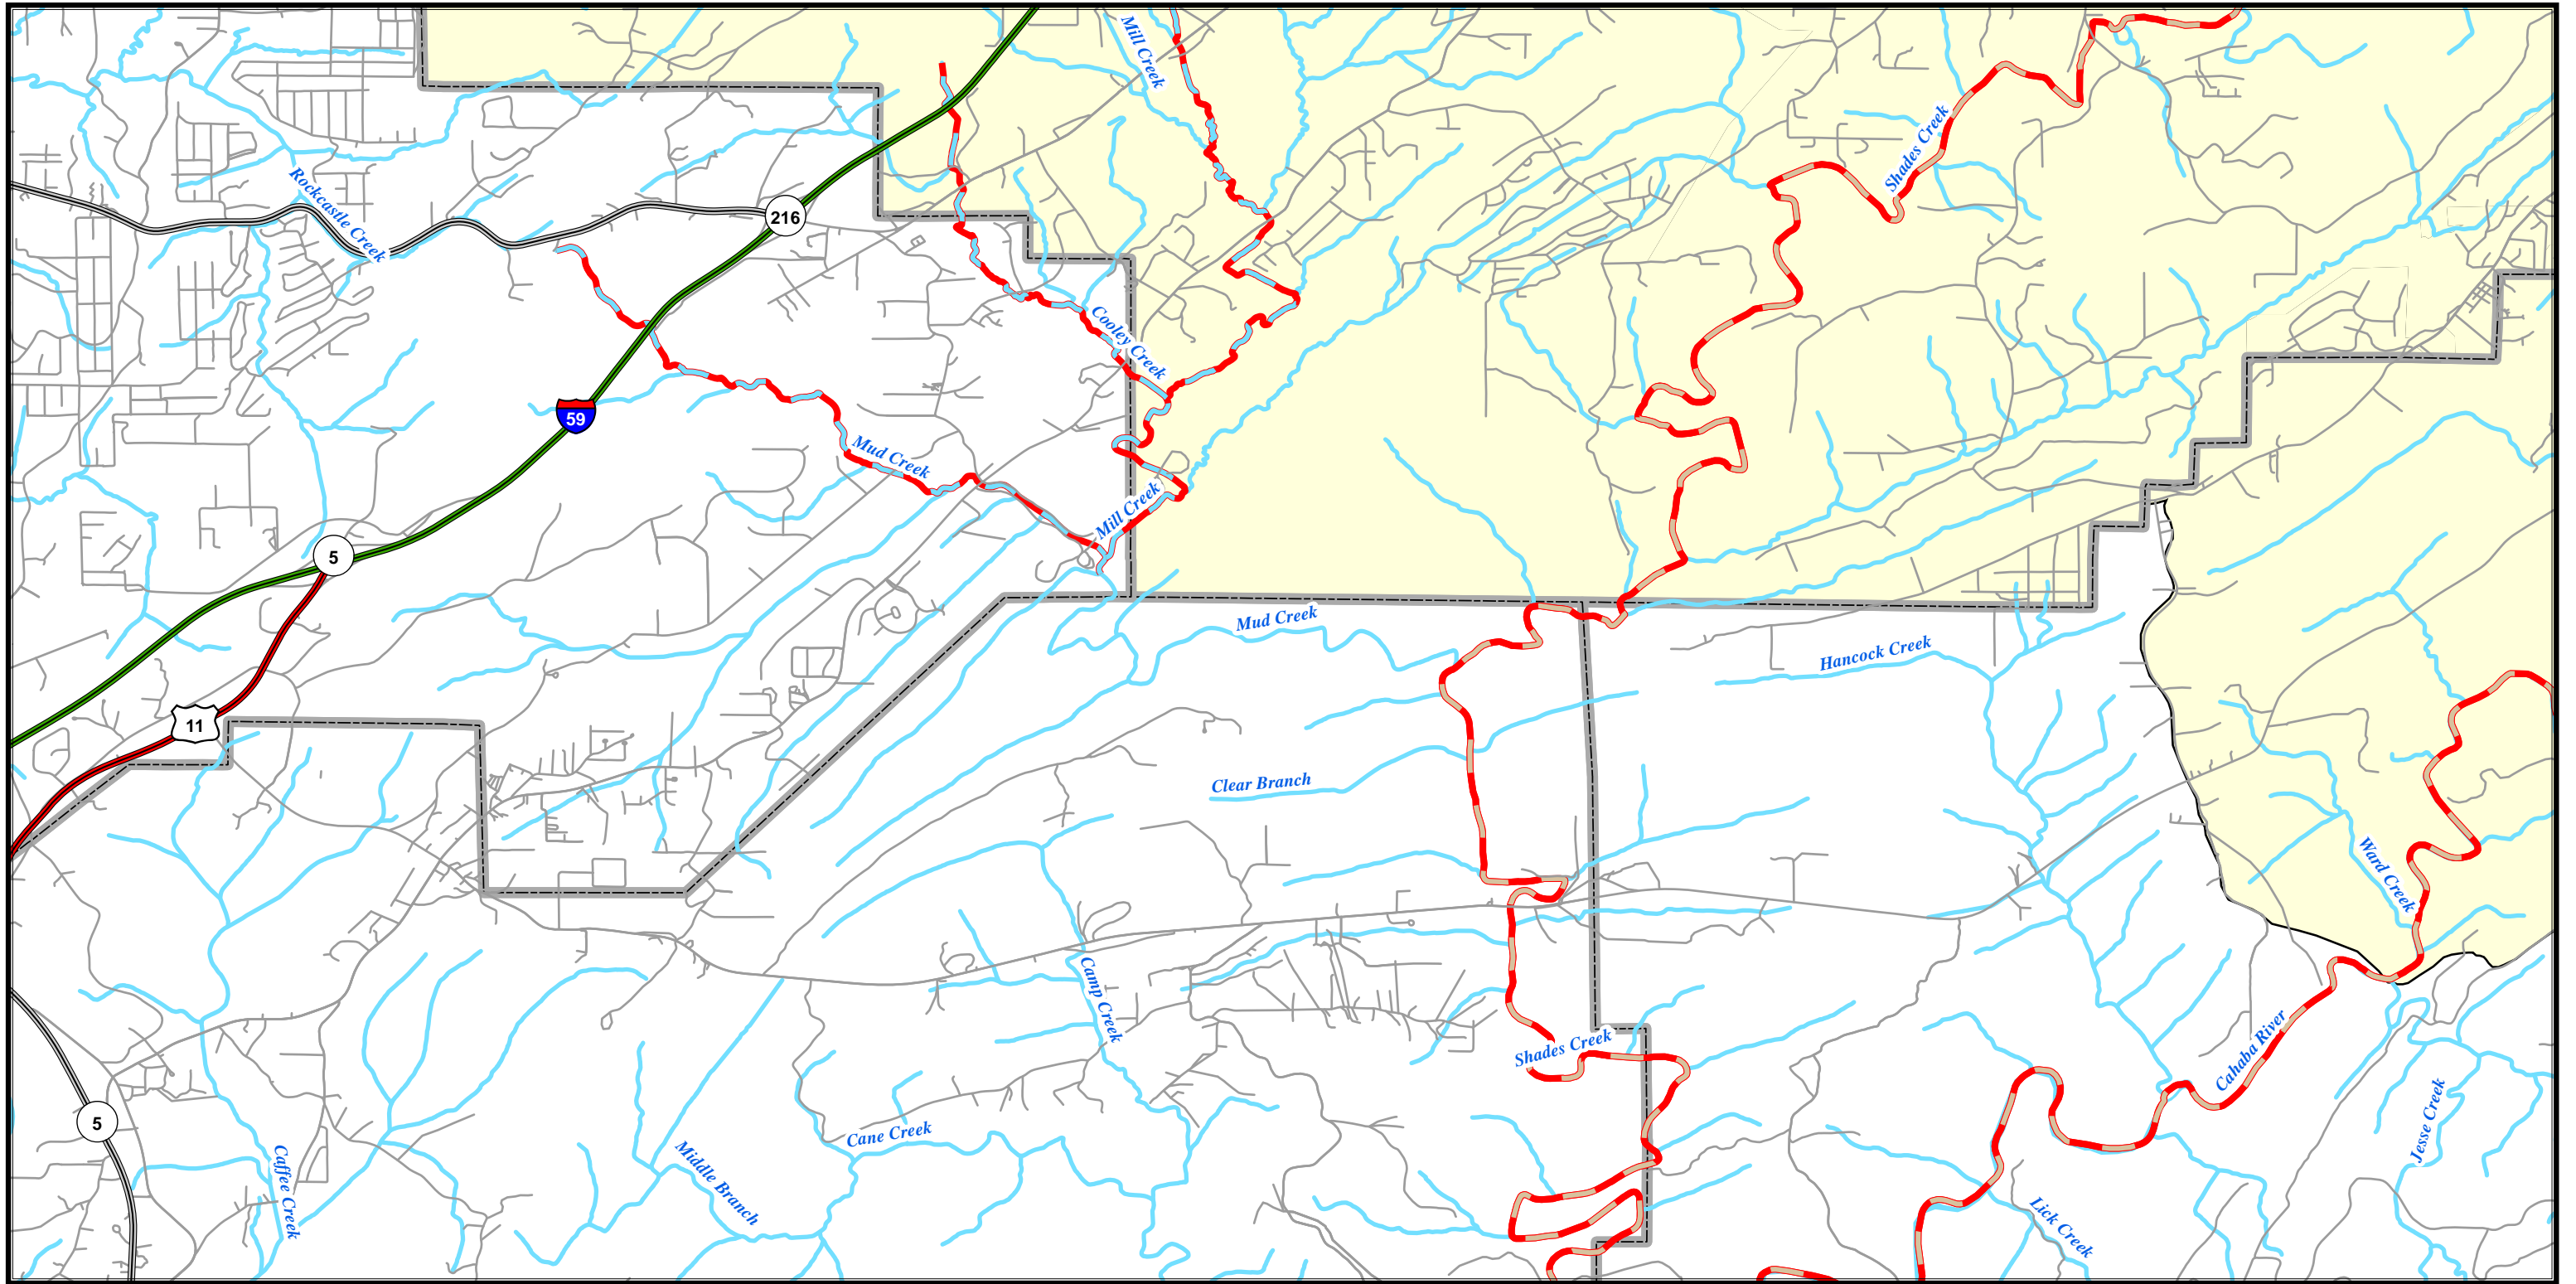 Mill Creek
Shades Creek
Rockcastle Creek
216
Cooley Creek
59
Mud Creek
Mill Creek
5
Mud Creek
Hancock Creek
11
Clear Branch
Ward Creek
Camp Creek
Shades Creek
Cahaba River
5
Jesse Creek
Cane Creek
Caffee Creek
Middle Branch
Lick Creek